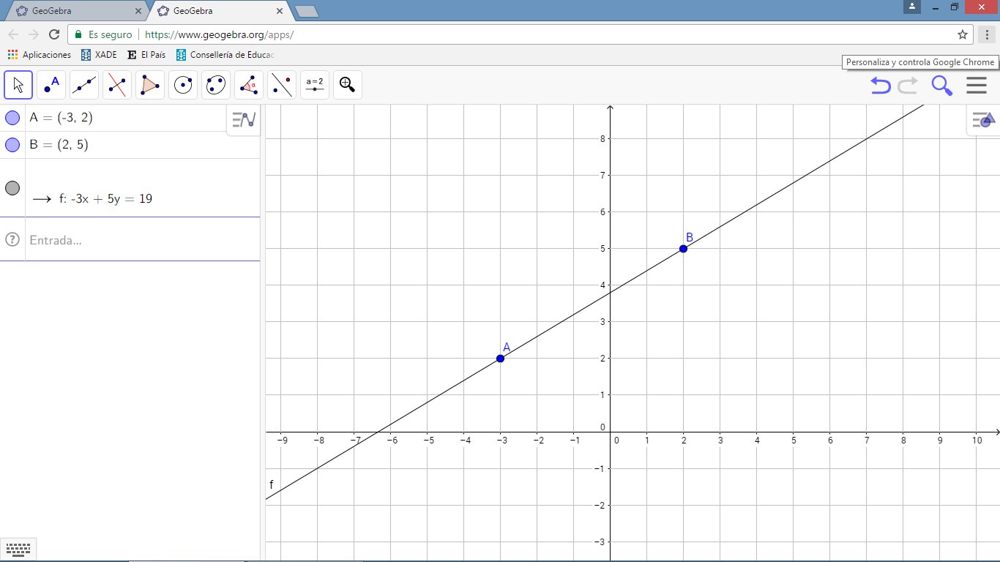 GeoGebra
GeoGebra
Es seguro
https://www.geogebra.org/apps/
Aplicaciones
XADE
E El País
Consellería de Educac
Personaliza y controla Google Chrome
A
α
a=2
A = (-3, 2)
B = (2, 5)
→ f: -3x + 5y = 19
? Entrada...
8
7
6
B
5
4
3
A
2
1
0
−9 −8 −7 −6 −5 −4 −3 −2 −1 0 1 2 3 4 5 6 7 8 9 10
−1
f
−2
−3